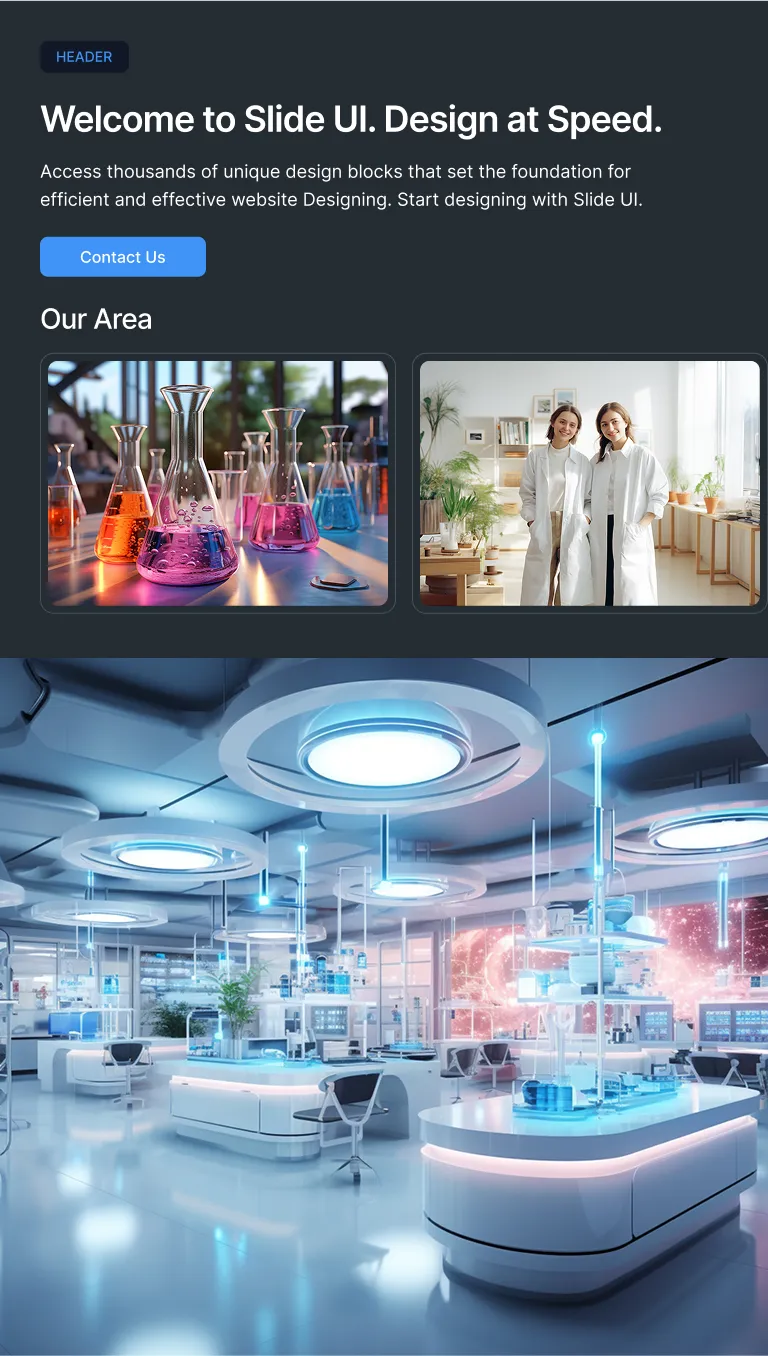 HEADER
Welcome to Slide UI. Design at Speed.
Access thousands of unique design blocks that set the foundation for
efficient and effective website Designing. Start designing with Slide UI.
Contact Us
Our Area